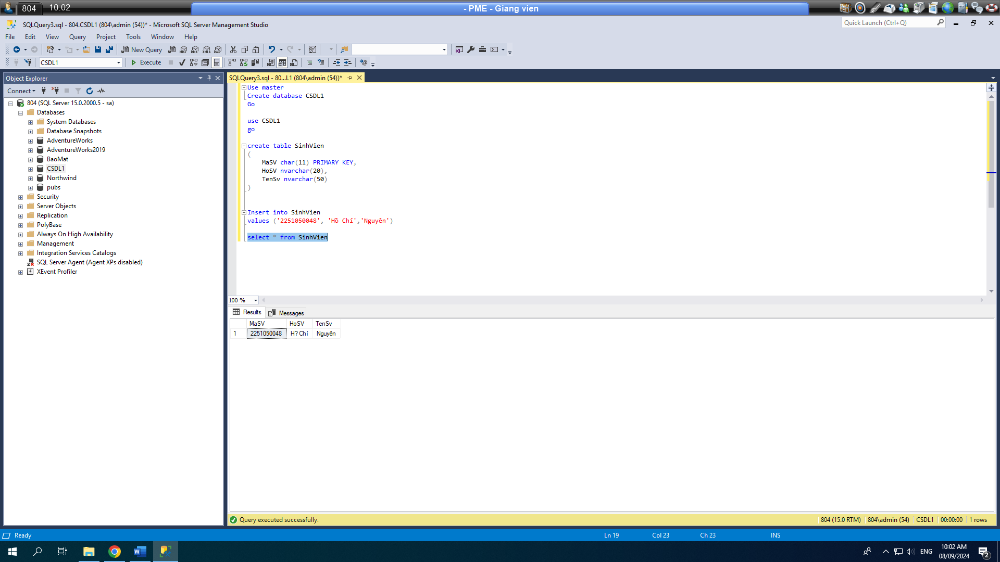 804
10:02
- PME - Giang vien
SQLQuery3.sql - 804.CSDL1 (804\admin (54))* - Microsoft SQL Server Management Studio
Quick Launch (Ctrl+Q)
File Edit View Query Project Tools Window Help
New Query
MDX DMX XMLA DAX
CSDL1
Execute
Object Explorer
Connect
804 (SQL Server 15.0.2000.5 - sa)
Databases
System Databases
Database Snapshots
AdventureWorks
AdventureWorks2019
BaoMat
CSDL1
Northwind
pubs
Security
Server Objects
Replication
PolyBase
Always On High Availability
Management
Integration Services Catalogs
SQL Server Agent (Agent XPs disabled)
XEvent Profiler
SQLQuery3.sql - 80...L1 (804\admin (54))*
Use master
Create database CSDL1
Go
use CSDL1
go
create table SinhVien
(
MaSV char(11) PRIMARY KEY,
HoSV nvarchar(20),
TenSv nvarchar(50)
)
Insert into SinhVien
values ('2251050048', 'Hồ Chí','Nguyên')
select * from SinhVien
100 %
Results Messages
MaSV HoSV TenSv
1 2251050048 H? Chí Nguyên
Query executed successfully.
804 (15.0 RTM) 804\admin (54) CSDL1 00:00:00 1 rows
Ready
Ln 19 Col 23 Ch 23 INS
ENG
10:02 AM
08/09/2024
2